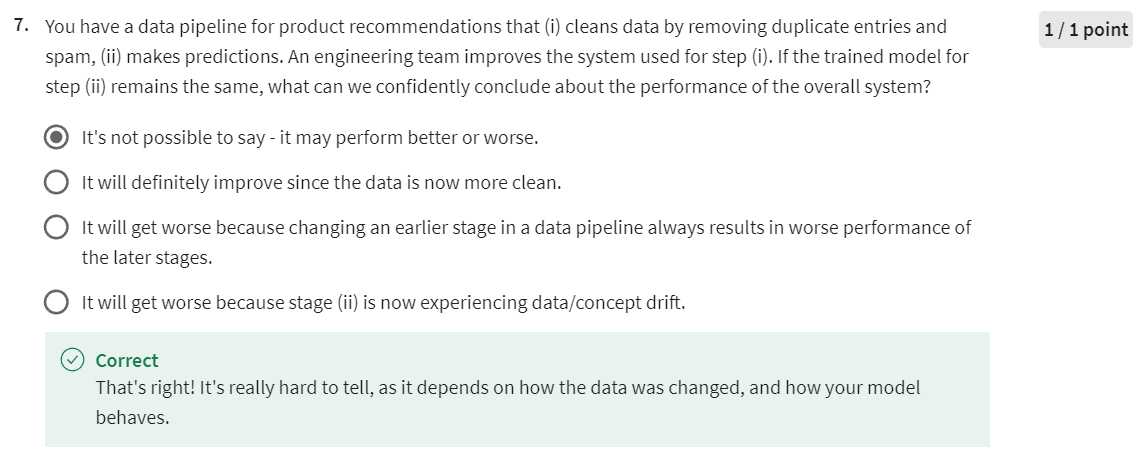 7. You have a data pipeline for product recommendations that (i) cleans data by removing duplicate entries and
1 / 1 point
spam, (ii) makes predictions. An engineering team improves the system used for step (i). If the trained model for
step (ii) remains the same, what can we confidently conclude about the performance of the overall system?
It's not possible to say - it may perform better or worse.
It will definitely improve since the data is now more clean.
It will get worse because changing an earlier stage in a data pipeline always results in worse performance of
the later stages.
It will get worse because stage (ii) is now experiencing data/concept drift.
Correct
That's right! It's really hard to tell, as it depends on how the data was changed, and how your model
behaves.